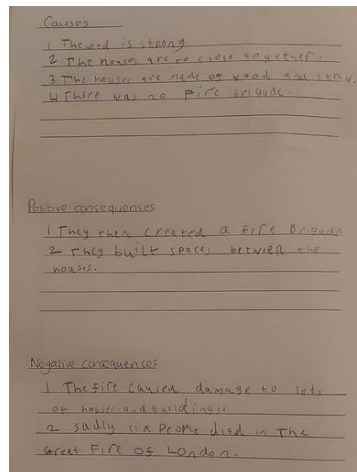 Causes
1 The wind is strong
2 The houses are to close together.
3 The houses are made of wood and straw.
4 There was no fire brigade.
Positive consequences
1 They then created a fire Brigade
2 They built spaces between the
houses.
Negative consequences
1 The fire caused damage to lots
of houses and buildings.
2 sadly six people died in The
Great Fire of London.